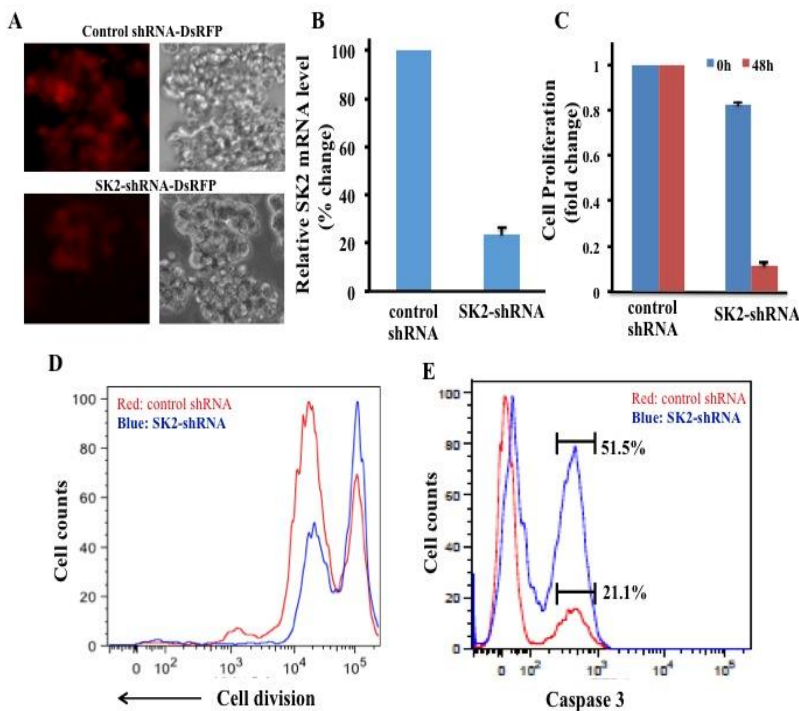 A
Control shRNA-DsRFP
SK2-shRNA-DsRFP
B
Relative SK2 mRNA level
(% change)
100
80
60
40
20
0
control
shRNA
SK2-shRNA
C
Cell Proliferation
(fold change)
0h
48h
1
0.8
0.6
0.4
0.2
0
control
shRNA
SK2-shRNA
D
Red: control shRNA
Blue: SK2-shRNA
Cell counts
100
80
60
40
20
0
0 10² 10³ 10⁴ 10⁵
Cell division
E
Red: control shRNA
Blue: SK2-shRNA
51.5%
21.1%
Cell counts
100
80
60
40
20
0
0 10² 10³ 10⁴ 10⁵
Caspase 3